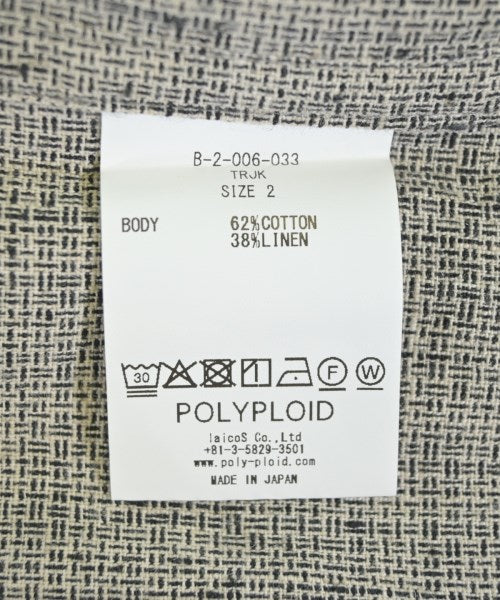 B-2-006-033
TRJK
SIZE 2
BODY 62%COTTON
38%LINEN
30 F W
POLYPLOID
laicoS Co.,Ltd
+81-3-5829-3501
www.poly-ploid.com
MADE IN JAPAN